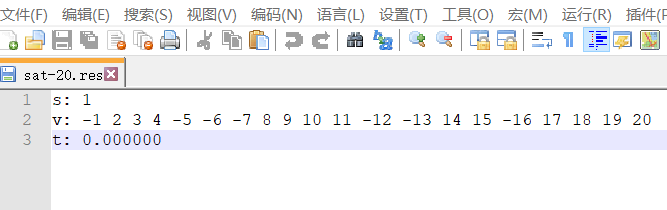 文件(F) 编辑(E) 搜索(S) 视图(V) 编码(N) 语言(L) 设置(T) 工具(O) 宏(M) 运行(R) 插件(P
sat-20.res
1 s: 1
2 v: -1 2 3 4 -5 -6 -7 8 9 10 11 -12 -13 14 15 -16 17 18 19 20
3 t: 0.000000